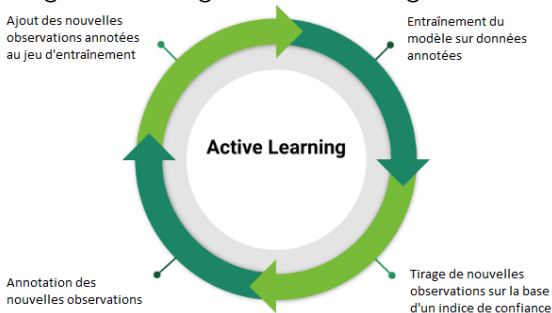 Ajout des nouvelles
observations annotées
au jeu d'entraînement
Entraînement du
modèle sur données
annotées
Active Learning
Annotation des
nouvelles observations
Tirage de nouvelles
observations sur la base
d'un indice de confiance